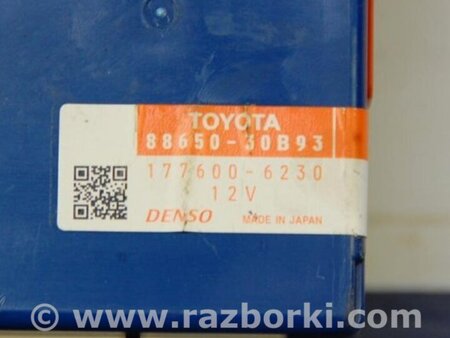 TOYOTA
88650-30B93
177600-6230
12V
DENSO MADE IN JAPAN
www.razborki.com